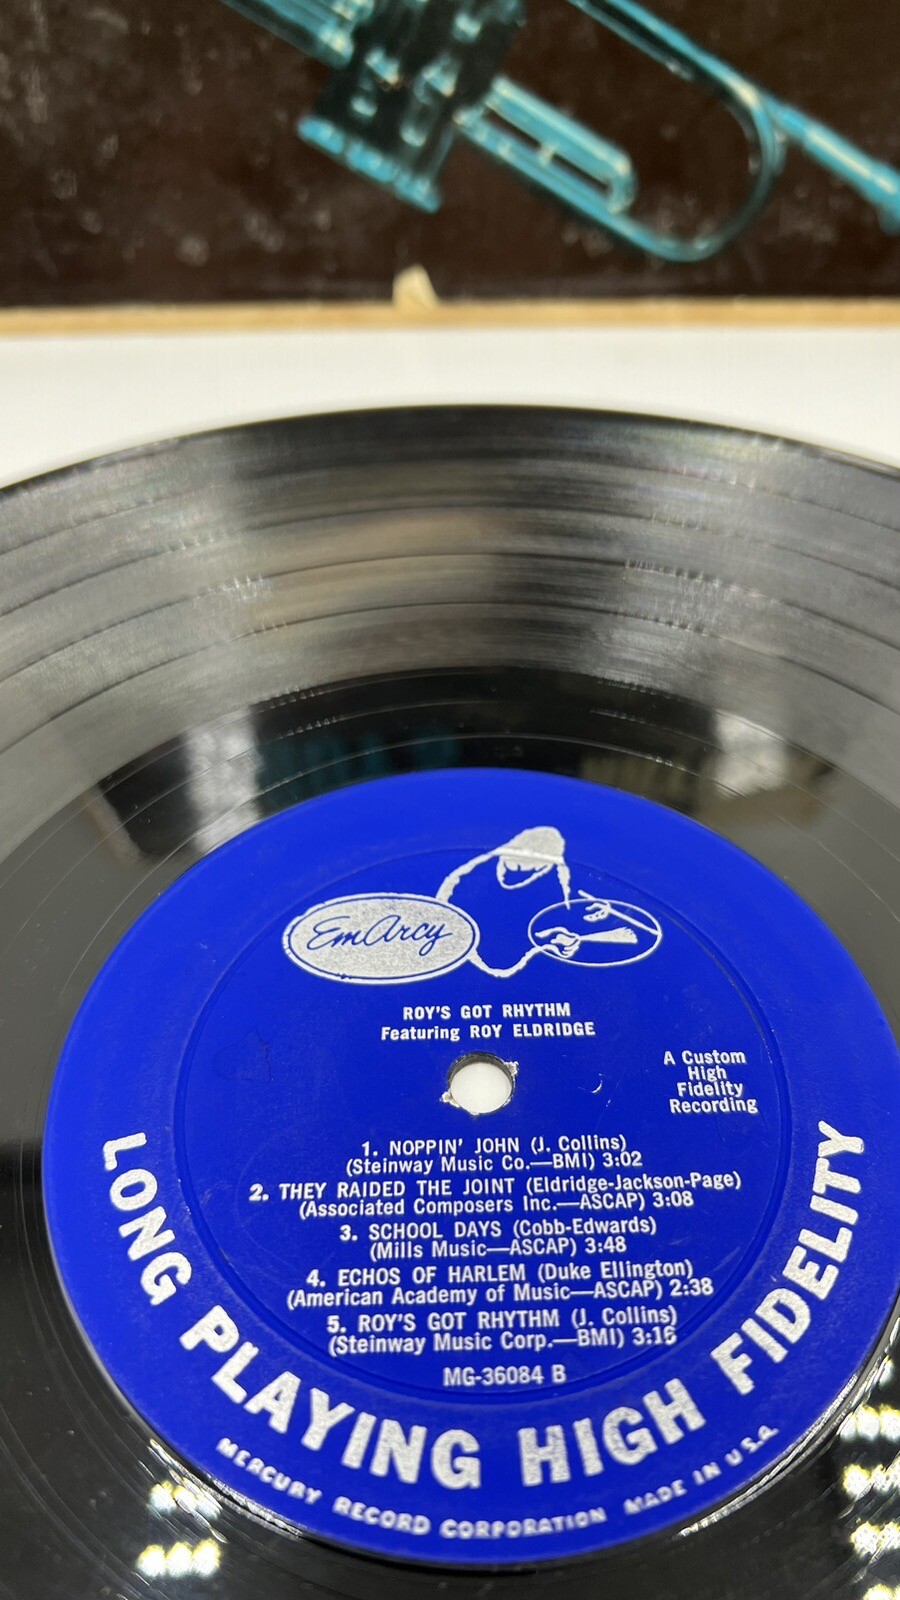 EmArcy
ROY'S GOT RHYTHM
Featuring ROY ELDRIDGE
A Custom
High
Fidelity
Recording
1. NOPPIN' JOHN (J. Collins)
(Steinway Music Co.—BMI) 3:02
2. THEY RAIDED THE JOINT (Eldridge-Jackson-Page)
(Associated Composers Inc.—ASCAP) 3:08
3. SCHOOL DAYS (Cobb-Edwards)
(Mills Music—ASCAP) 3:48
4. ECHOS OF HARLEM (Duke Ellington)
(American Academy of Music—ASCAP) 2:38
5. ROY'S GOT RHYTHM (J. Collins)
(Steinway Music Corp.—BMI) 3:16
MG-36084 B
LONG PLAYING HIGH FIDELITY
MERCURY RECORD CORPORATION MADE IN U.S.A.